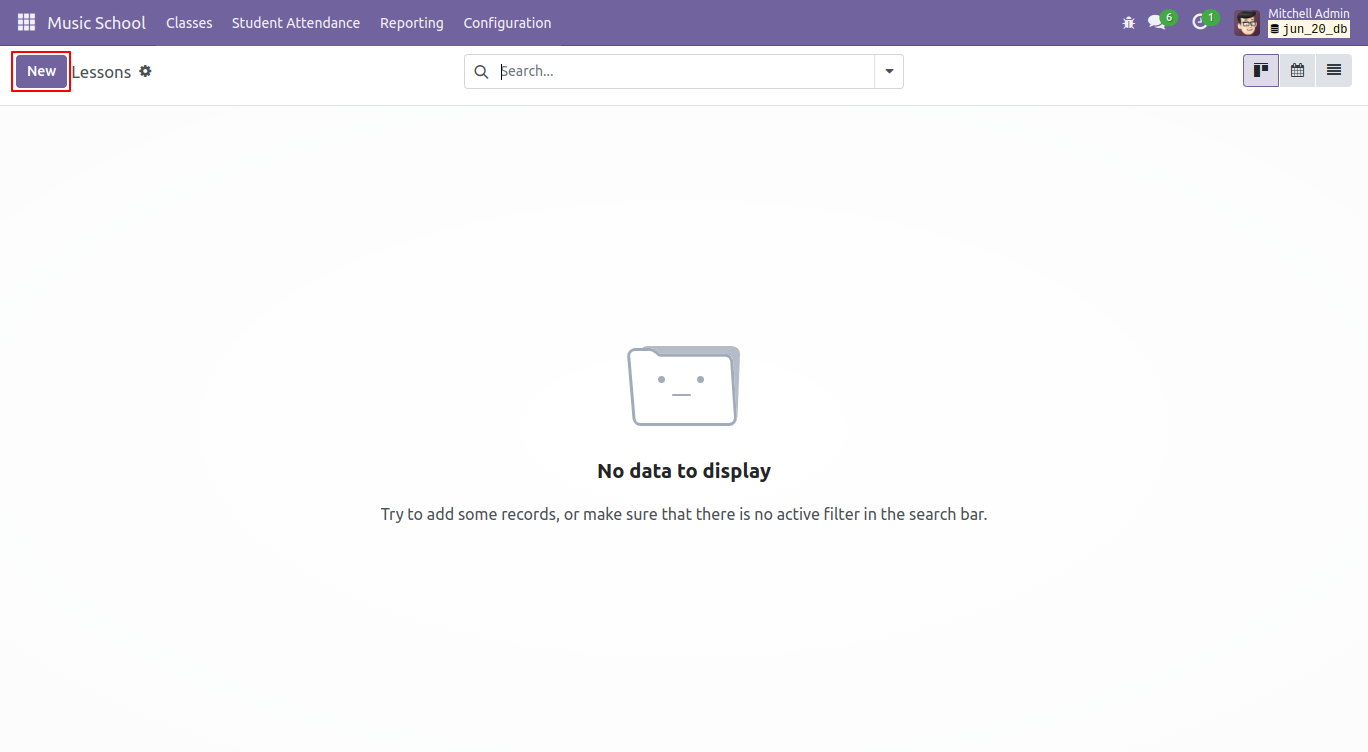 Music School Classes Student Attendance Reporting Configuration 6 1 Mitchell Admin
jun_20_db
New Lessons Search...
No data to display
Try to add some records, or make sure that there is no active filter in the search bar.